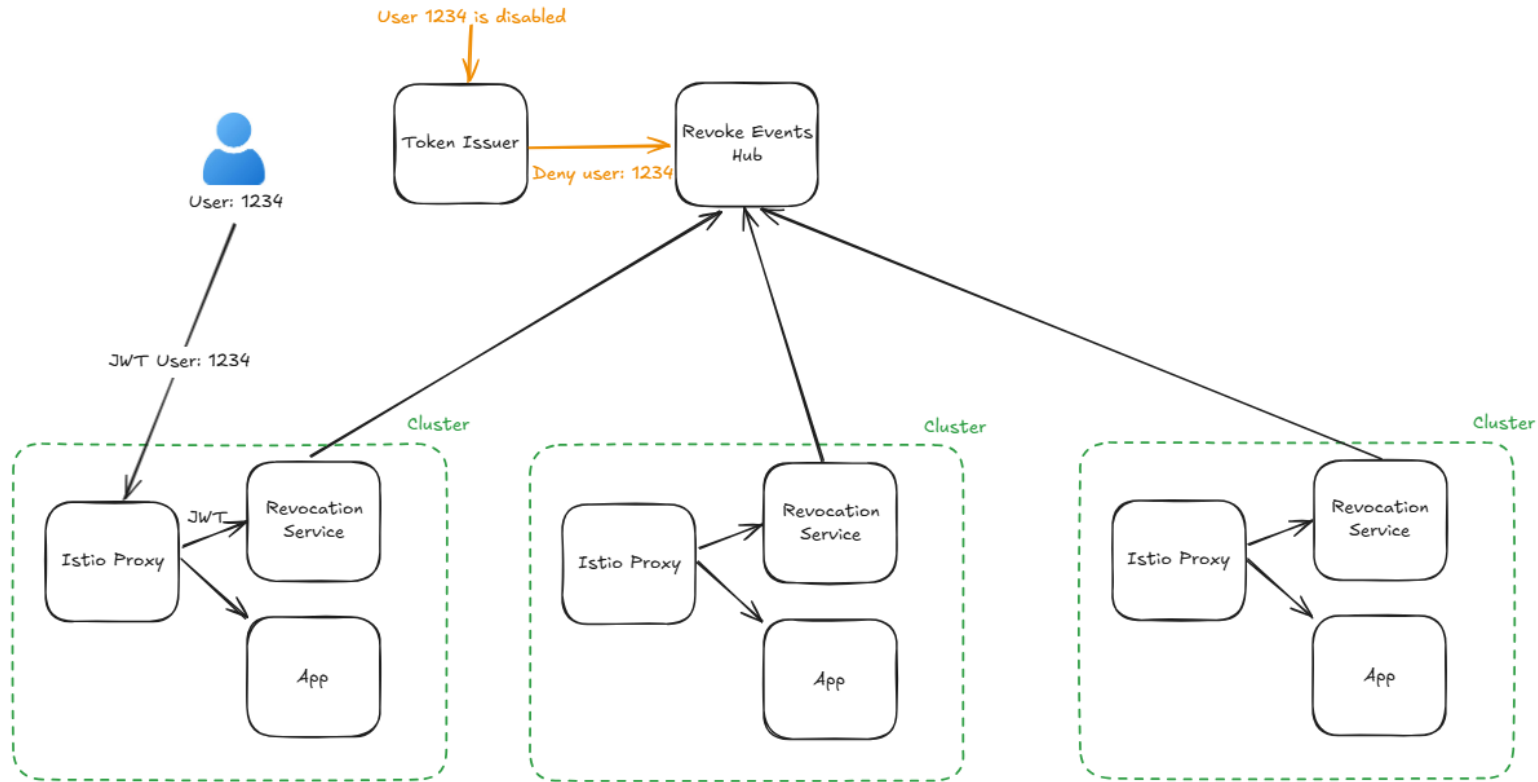 User 1234 is disabled
Token Issuer
Revoke Events
Hub
Deny user: 1234
User: 1234
JWT User: 1234
Cluster
Cluster
Cluster
Istio Proxy
JWT
Revocation
Service
App
Istio Proxy
Revocation
Service
App
Istio Proxy
Revocation
Service
App